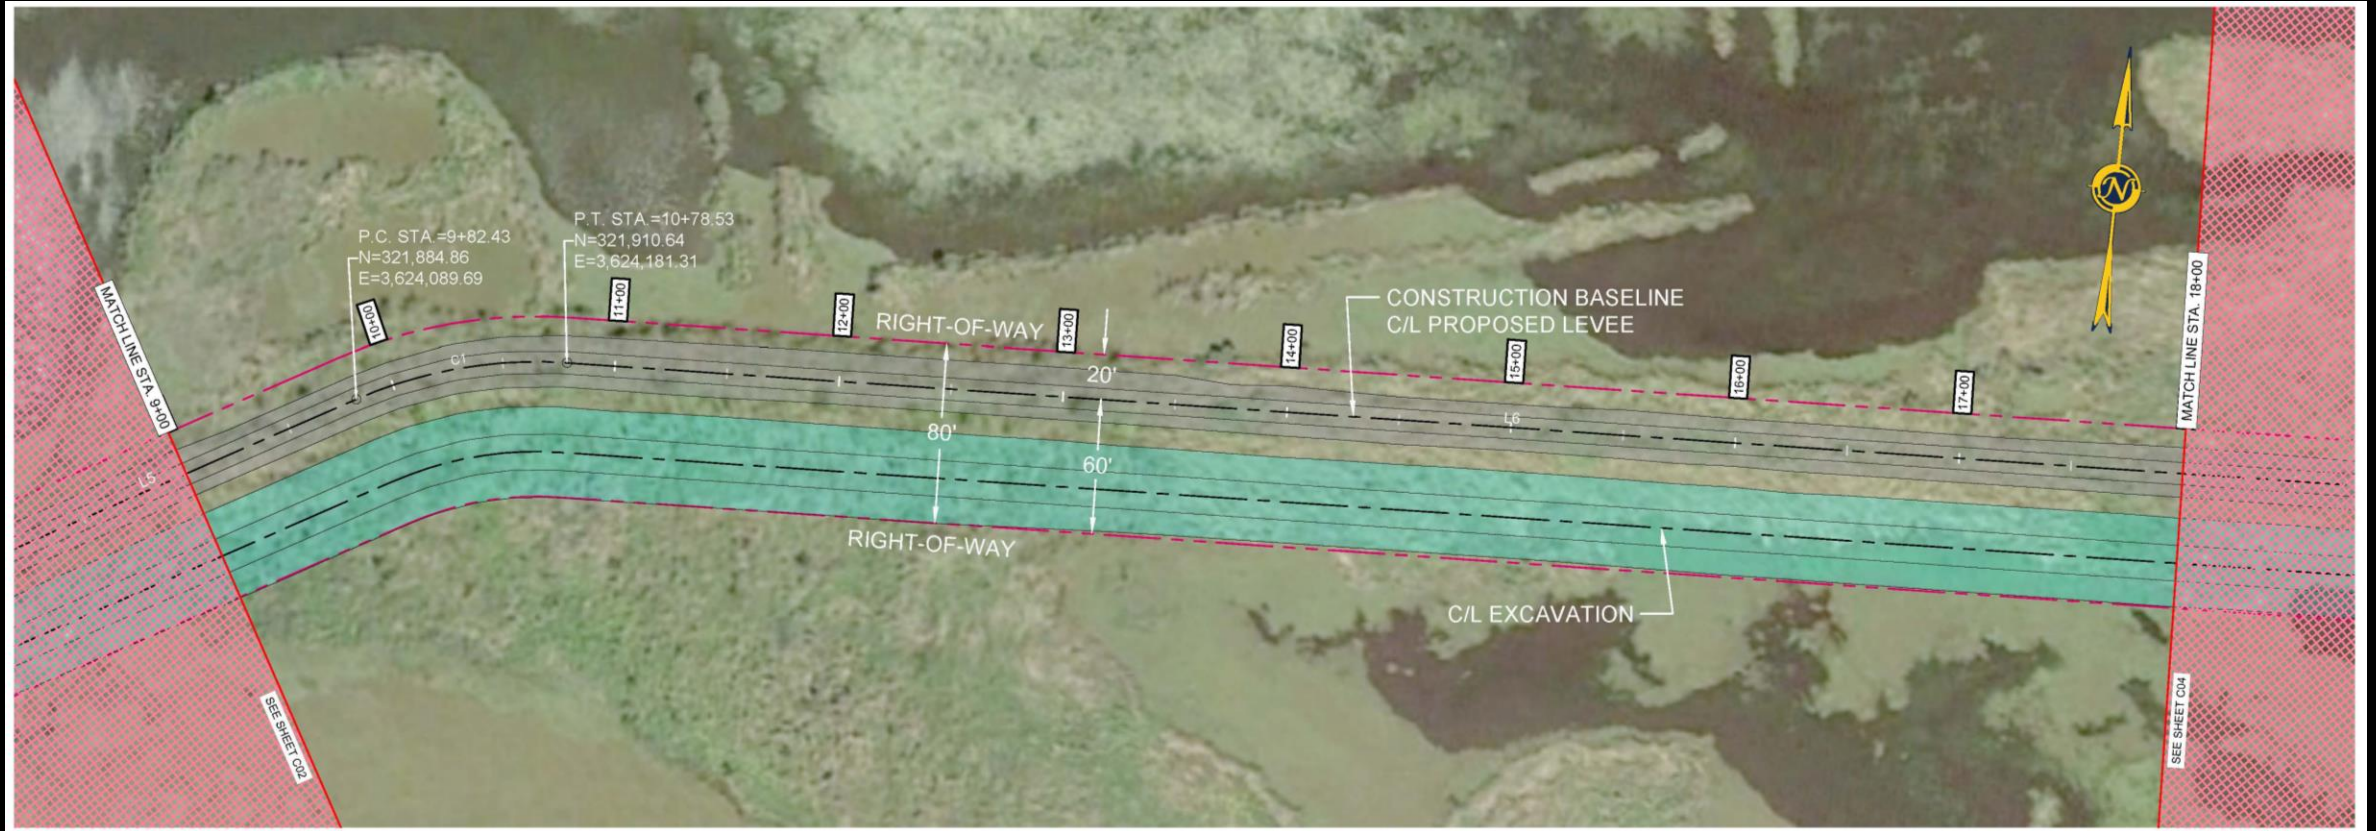 P.C. STA.=9+82.43
N=321,884.86
E=3,624,089.69
P.T. STA.=10+78.53
N=321,910.64
E=3,624,181.31
N
MATCH LINE STA. 9+00
10+00
11+00
12+00
RIGHT-OF-WAY
13+00
14+00
CONSTRUCTION BASELINE
C/L PROPOSED LEVEE
15+00
16+00
17+00
MATCH LINE STA. 18+00
C1
20'
L6
80'
60'
L5
RIGHT-OF-WAY
C/L EXCAVATION
SEE SHEET C02
SEE SHEET C04